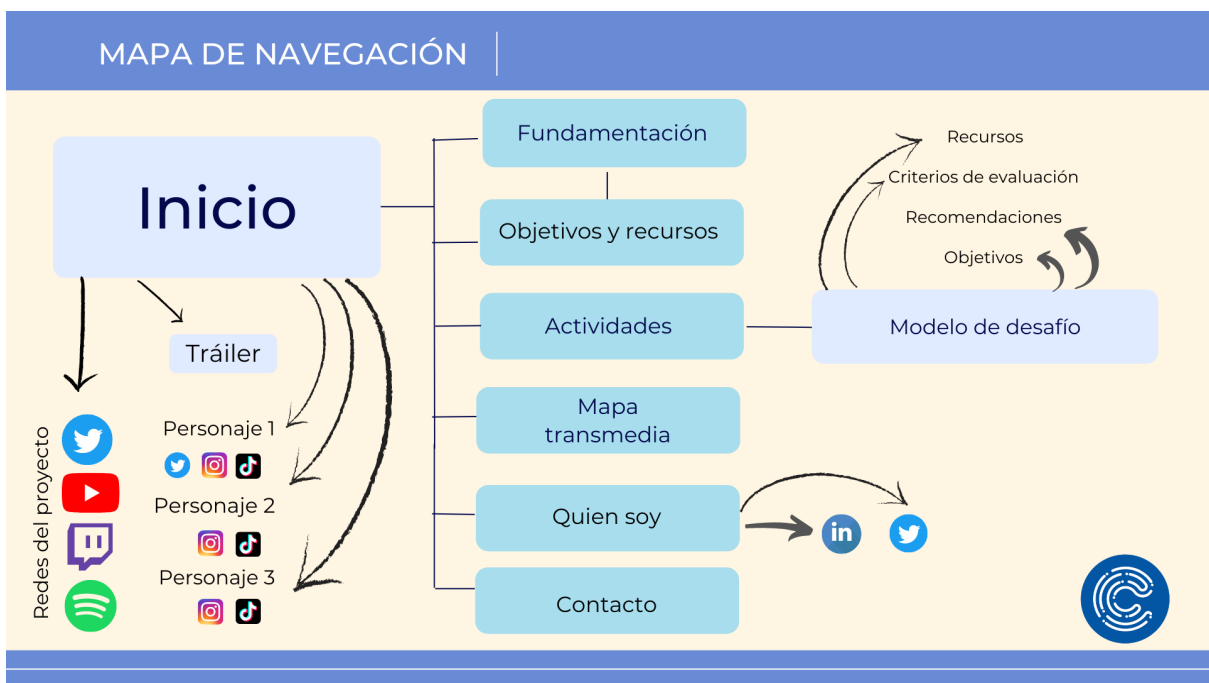 MAPA DE NAVEGACIÓN
Inicio
Tráiler
Redes del proyecto
Personaje 1
Personaje 2
Personaje 3
Fundamentación
Objetivos y recursos
Actividades
Mapa
transmedia
Quien soy
in
Contacto
Recursos
Criterios de evaluación
Recomendaciones
Objetivos
Modelo de desafío